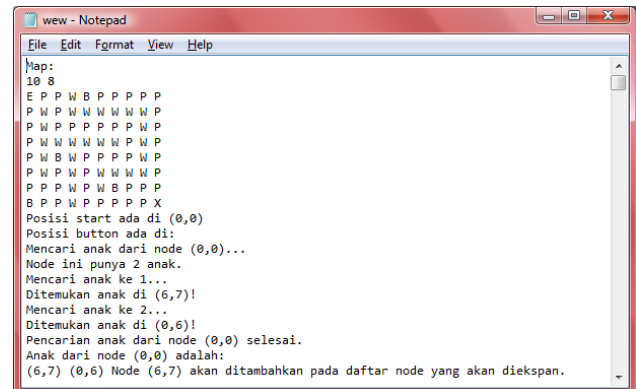 wew - Notepad
File Edit Format View Help
Map:
10 8
E P P W B P P P P P
P W P W W W W W W P
P W P P P P P P W P
P W W W W W W P W P
P W B W P P P P W P
P W P W P W W W W P
P P P W P W B P P P
B P P W P P P P P X
Posisi start ada di (0,0)
Posisi button ada di:
Mencari anak dari node (0,0)...
Node ini punya 2 anak.
Mencari anak ke 1...
Ditemukan anak di (6,7)!
Mencari anak ke 2...
Ditemukan anak di (0,6)!
Pencarian anak dari node (0,0) selesai.
Anak dari node (0,0) adalah:
(6,7) (0,6) Node (6,7) akan ditambahkan pada daftar node yang akan diekspan.